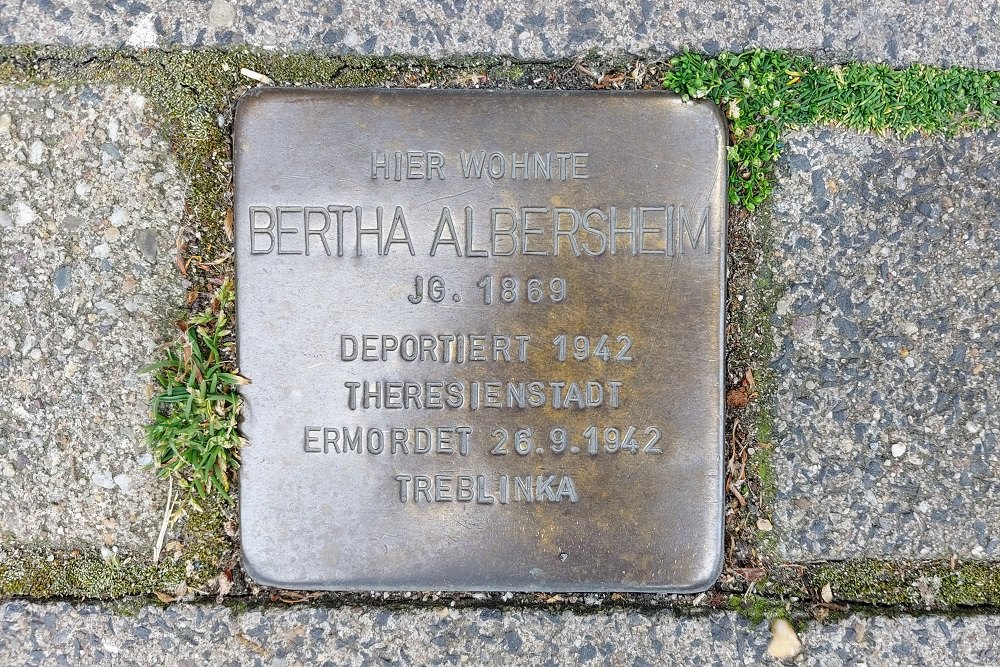 HIER WOHNTE
BERTHA ALBERSHEIM
JG. 1869
DEPORTIERT 1942
THERESIENSTADT
ERMORDET 26.9.1942
TREBLINKA